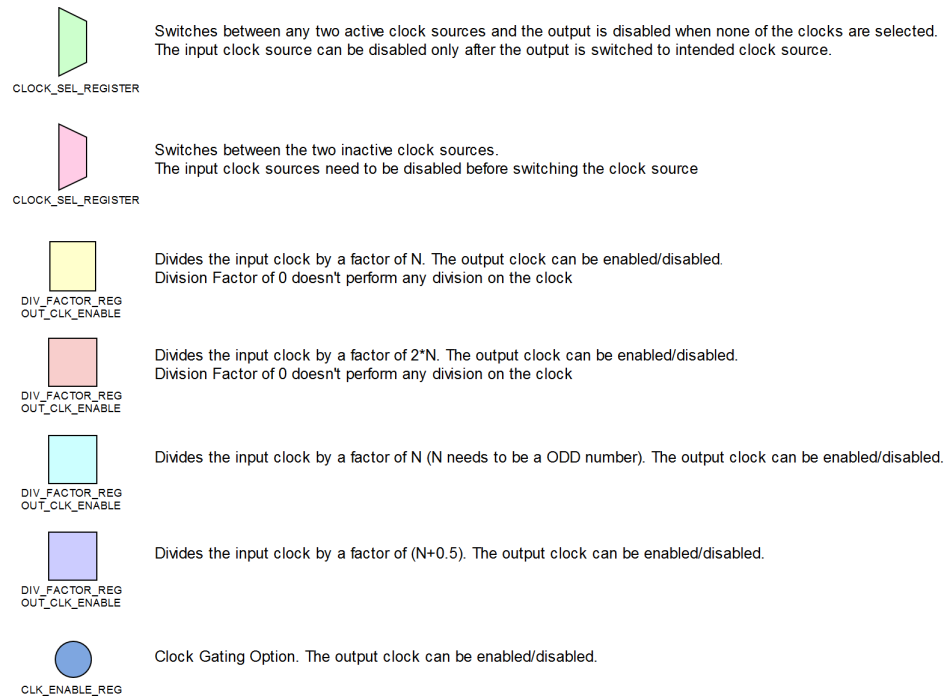 Switches between any two active clock sources and the output is disabled when none of the clocks are selected.
The input clock source can be disabled only after the output is switched to intended clock source.
CLOCK_SEL_REGISTER
Switches between the two inactive clock sources.
The input clock sources need to be disabled before switching the clock source
CLOCK_SEL_REGISTER
Divides the input clock by a factor of N. The output clock can be enabled/disabled.
Division Factor of 0 doesn't perform any division on the clock
DIV_FACTOR_REG
OUT_CLK_ENABLE
Divides the input clock by a factor of 2*N. The output clock can be enabled/disabled.
Division Factor of 0 doesn't perform any division on the clock
DIV_FACTOR_REG
OUT_CLK_ENABLE
Divides the input clock by a factor of N (N needs to be a ODD number). The output clock can be enabled/disabled.
DIV_FACTOR_REG
OUT_CLK_ENABLE
Divides the input clock by a factor of (N+0.5). The output clock can be enabled/disabled.
DIV_FACTOR_REG
OUT_CLK_ENABLE
Clock Gating Option. The output clock can be enabled/disabled.
CLK_ENABLE_REG